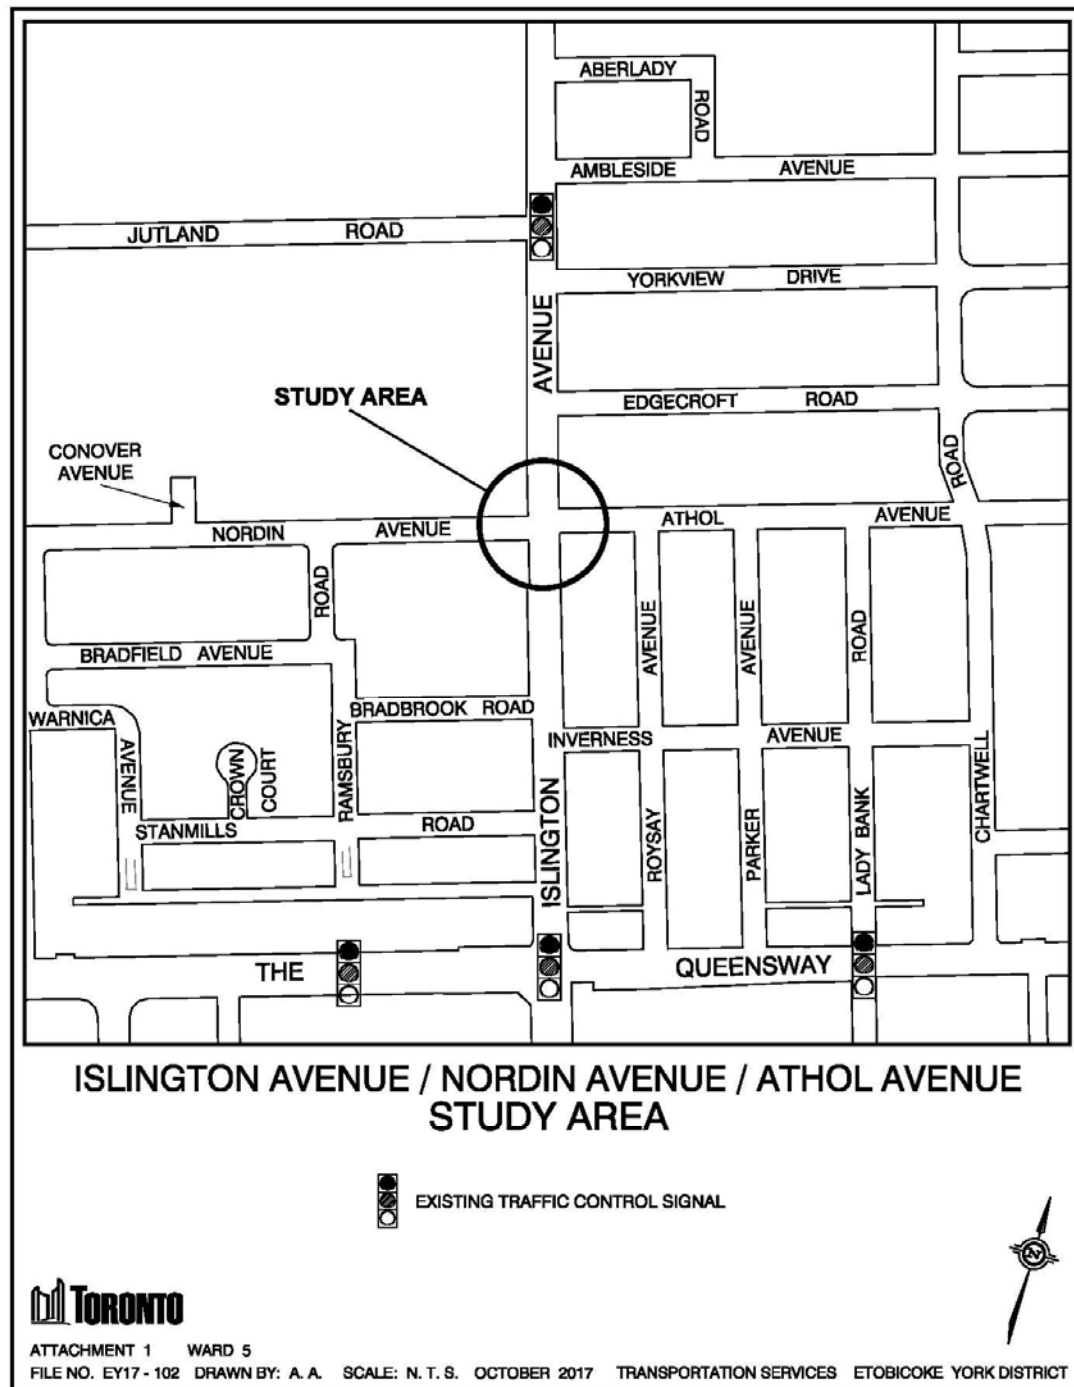 ABERLADY
ROAD
AMBLESIDE AVENUE
JUTLAND ROAD
YORKVIEW DRIVE
AVENUE
STUDY AREA
EDGECROFT ROAD
CONOVER
AVENUE
ROAD
NORDIN AVENUE
ATHOL AVENUE
ROAD
AVENUE
AVENUE
ROAD
BRADFIELD AVENUE
WARNICA
AVENUE
BRADBROOK ROAD
INVERNESS AVENUE
CROWN
COURT
RAMSBURY
STANMILLS ROAD
ISLINGTON
ROYSAY
PARKER
LADY BANK
CHARTWELL
THE QUEENSWAY
ISLINGTON AVENUE / NORDIN AVENUE / ATHOL AVENUE
STUDY AREA
EXISTING TRAFFIC CONTROL SIGNAL
N
TORONTO
ATTACHMENT 1 WARD 5
FILE NO. EY17 - 102 DRAWN BY: A. A. SCALE: N. T. S. OCTOBER 2017 TRANSPORTATION SERVICES ETOBICOKE YORK DISTRICT